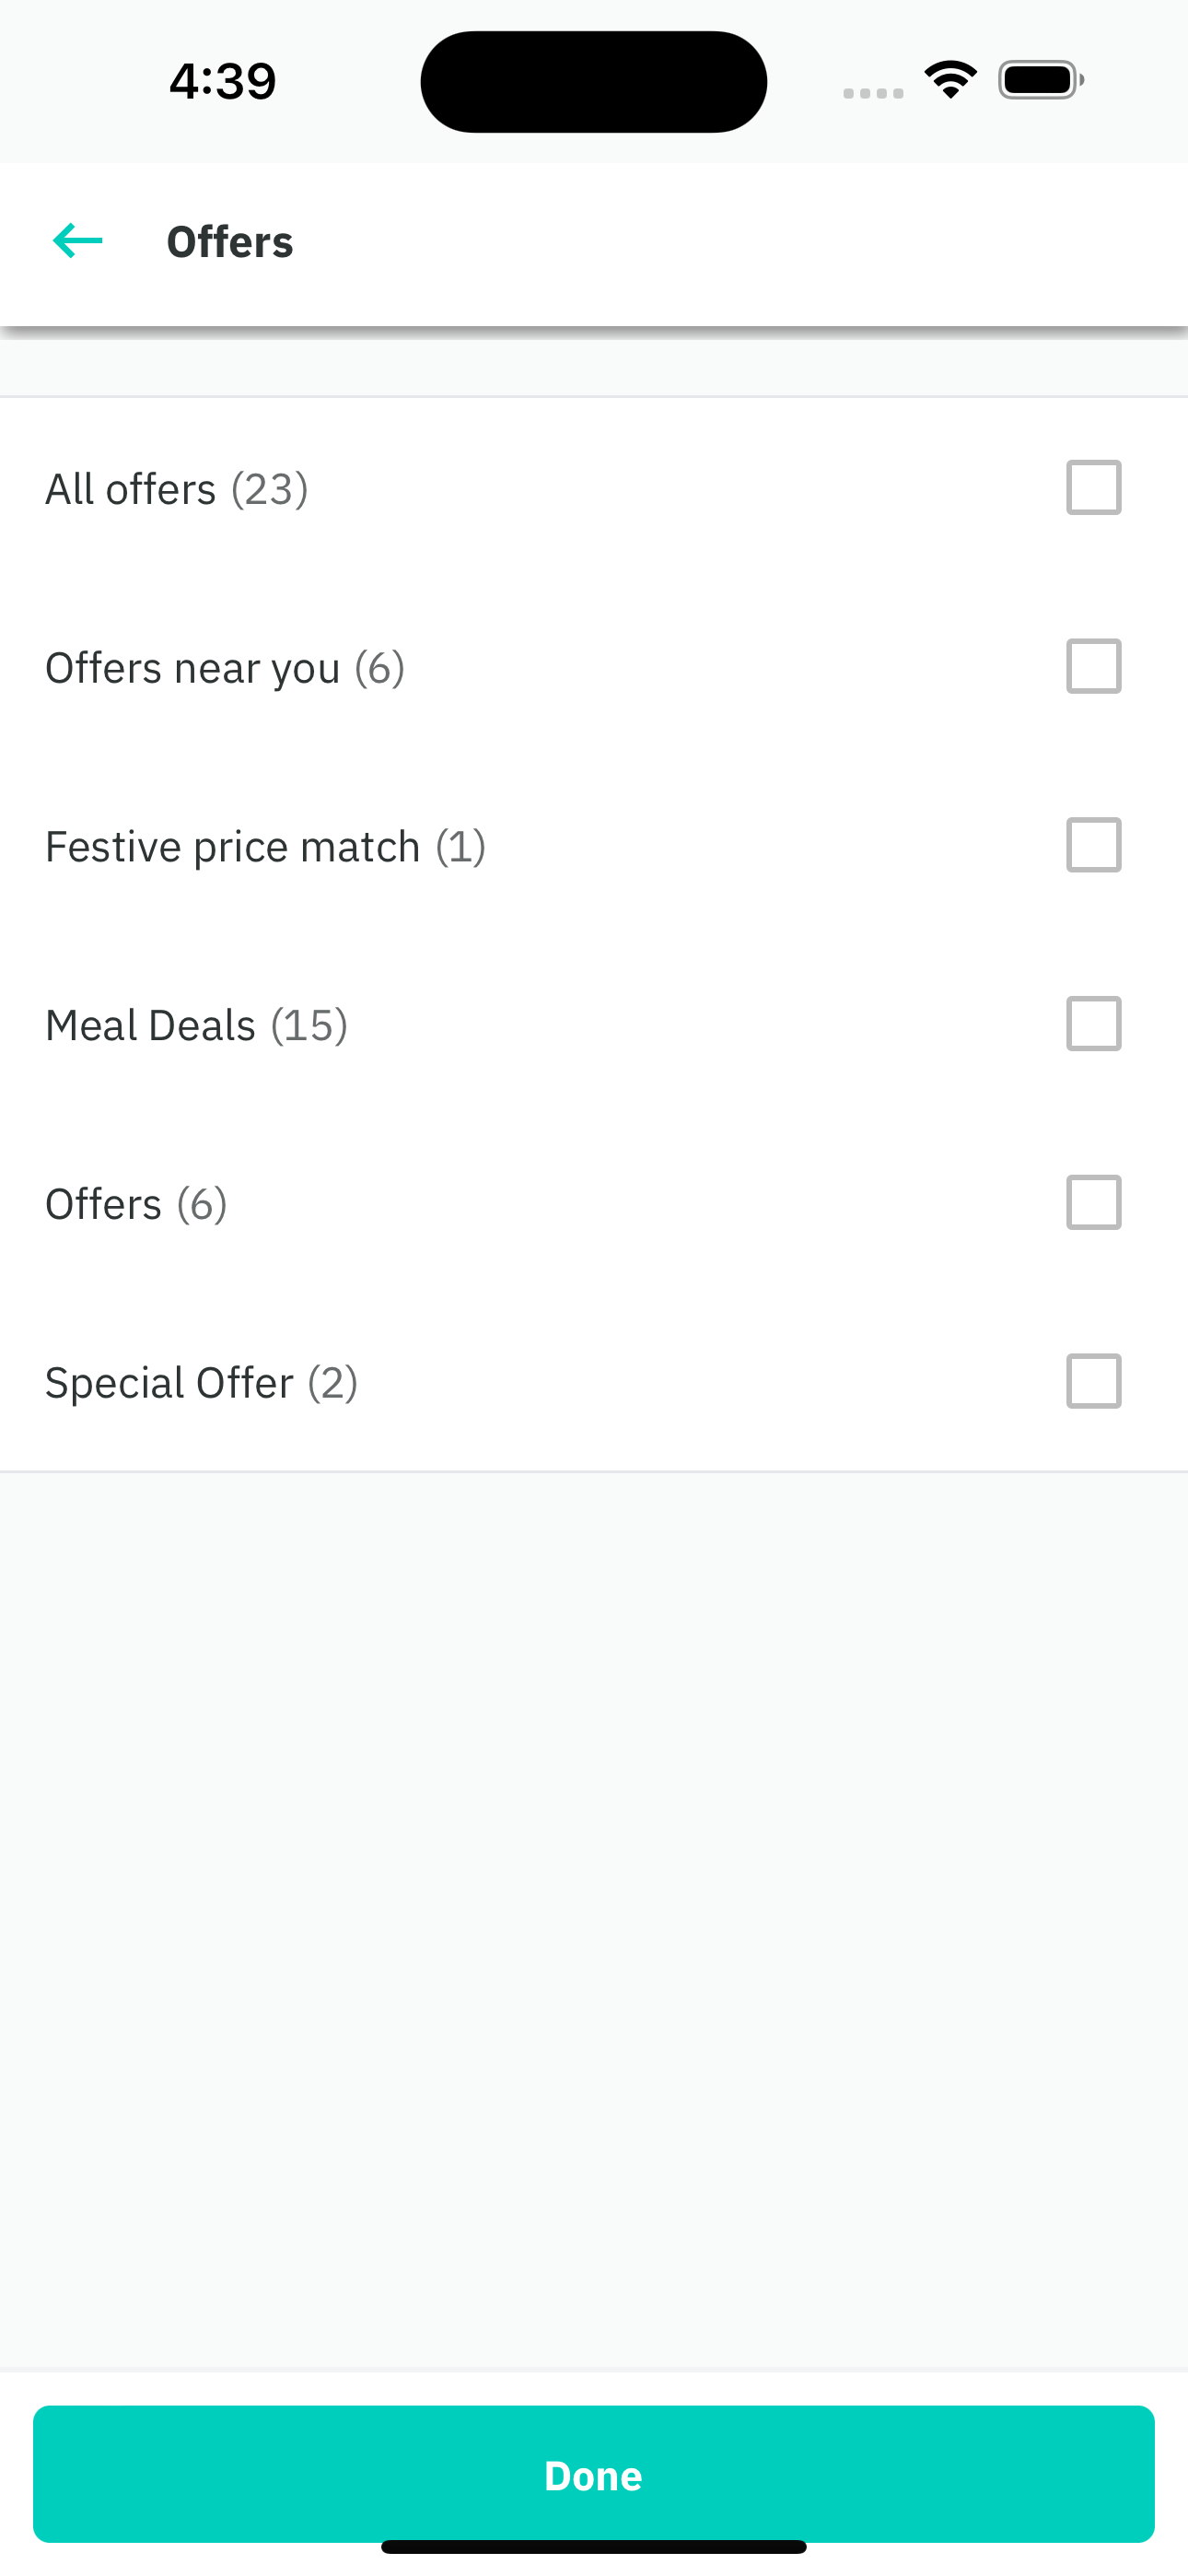 4:39
Offers
All offers (23)
Offers near you (6)
Festive price match (1)
Meal Deals (15)
Offers (6)
Special Offer (2)
Done